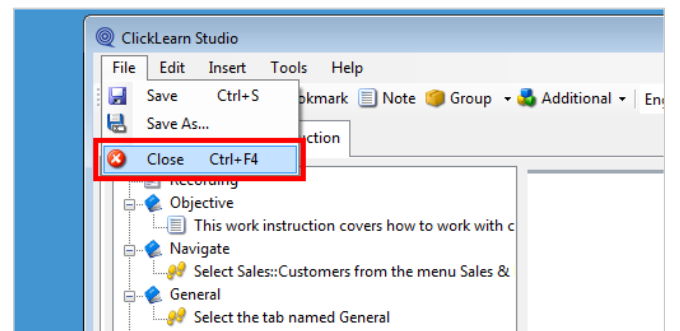 ClickLearn Studio
File Edit Insert Tools Help
Save Ctrl+S
Note Group Additional
Save As...
Close Ctrl+F4
Recording
Objective
This work instruction covers how to work with c
Navigate
Select Sales::Customers from the menu Sales &
General
Select the tab named General